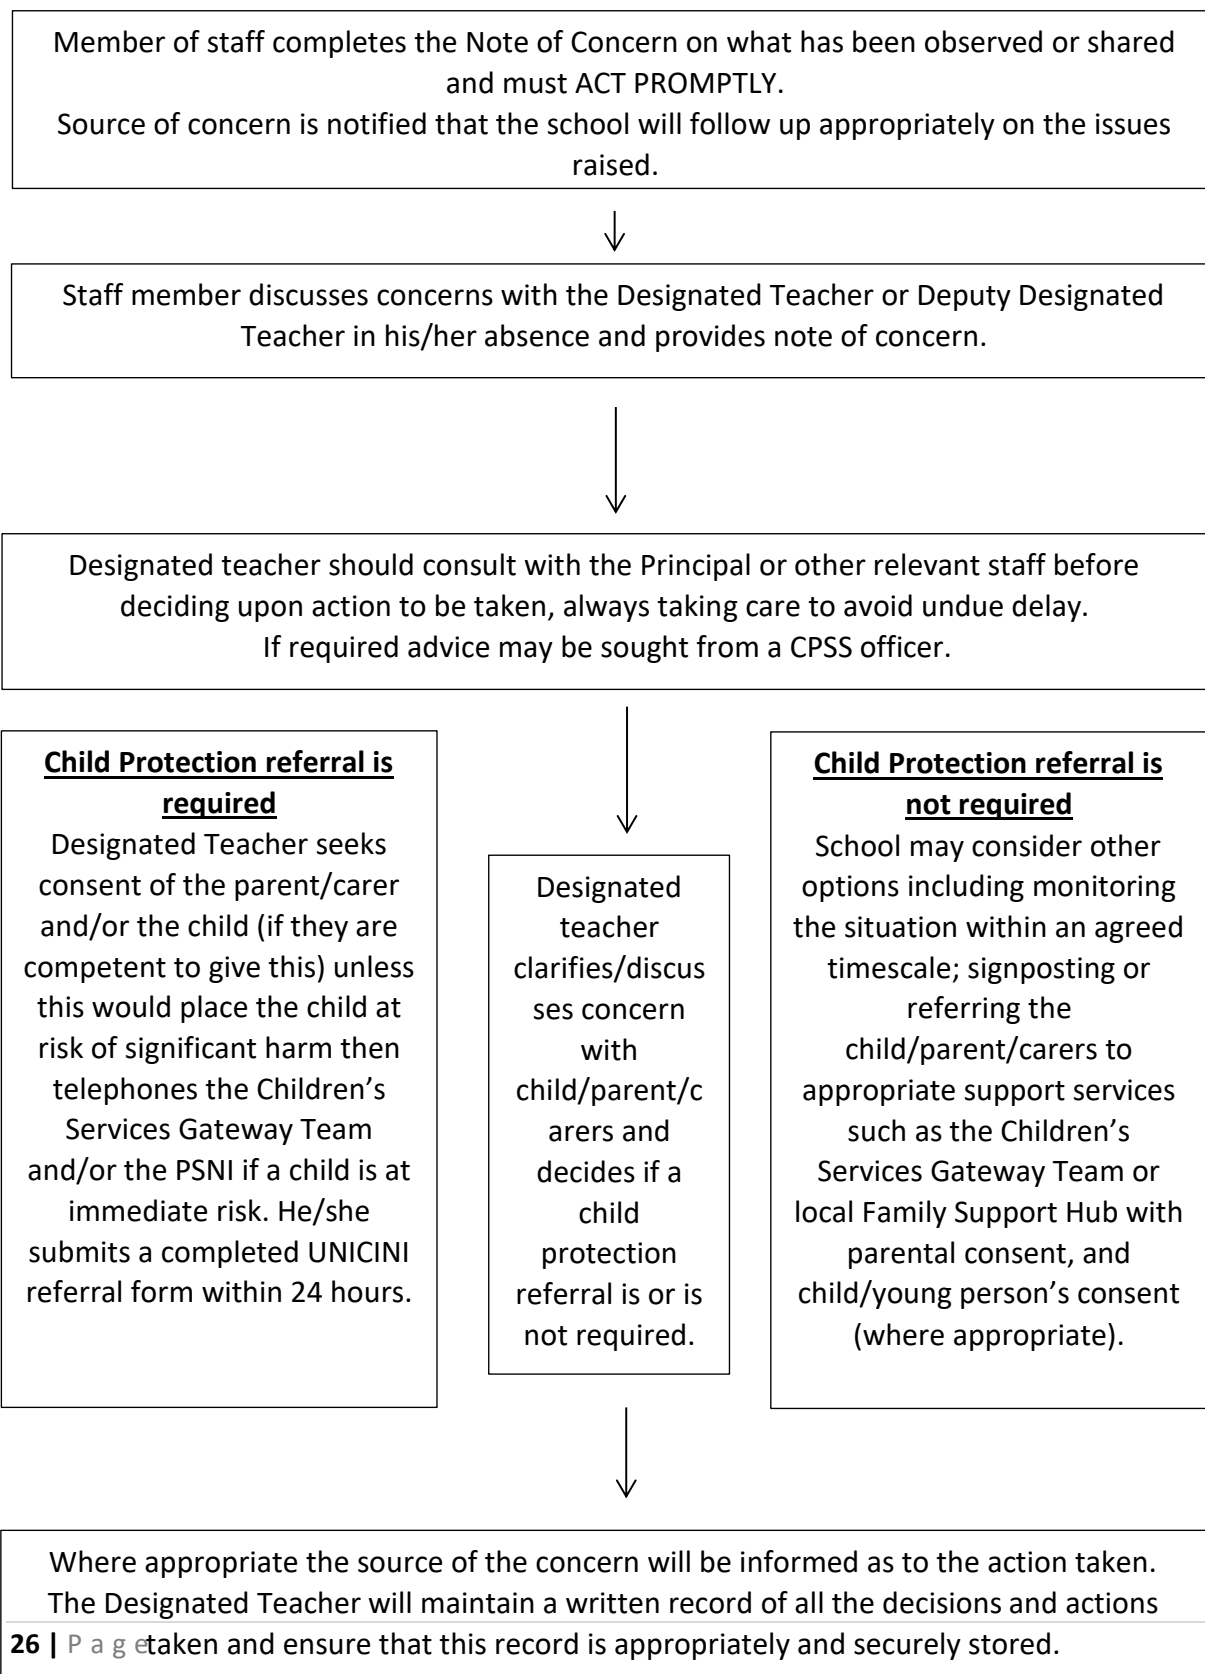 Member of staff completes the Note of Concern on what has been observed or shared
and must ACT PROMPTLY.
Source of concern is notified that the school will follow up appropriately on the issues
raised.
Staff member discusses concerns with the Designated Teacher or Deputy Designated
Teacher in his/her absence and provides note of concern.
Designated teacher should consult with the Principal or other relevant staff before
deciding upon action to be taken, always taking care to avoid undue delay.
If required advice may be sought from a CPSS officer.
Child Protection referral is
required
Designated Teacher seeks
consent of the parent/carer
and/or the child (if they are
competent to give this) unless
this would place the child at
risk of significant harm then
telephones the Children’s
Services Gateway Team
and/or the PSNI if a child is at
immediate risk. He/she
submits a completed UNICINI
referral form within 24 hours.
Designated
teacher
clarifies/discus
ses concern
with
child/parent/c
arers and
decides if a
child
protection
referral is or is
not required.
Child Protection referral is
not required
School may consider other
options including monitoring
the situation within an agreed
timescale; signposting or
referring the
child/parent/carers to
appropriate support services
such as the Children’s
Services Gateway Team or
local Family Support Hub with
parental consent, and
child/young person’s consent
(where appropriate).
Where appropriate the source of the concern will be informed as to the action taken.
The Designated Teacher will maintain a written record of all the decisions and actions
taken and ensure that this record is appropriately and securely stored.
26 | P a g e